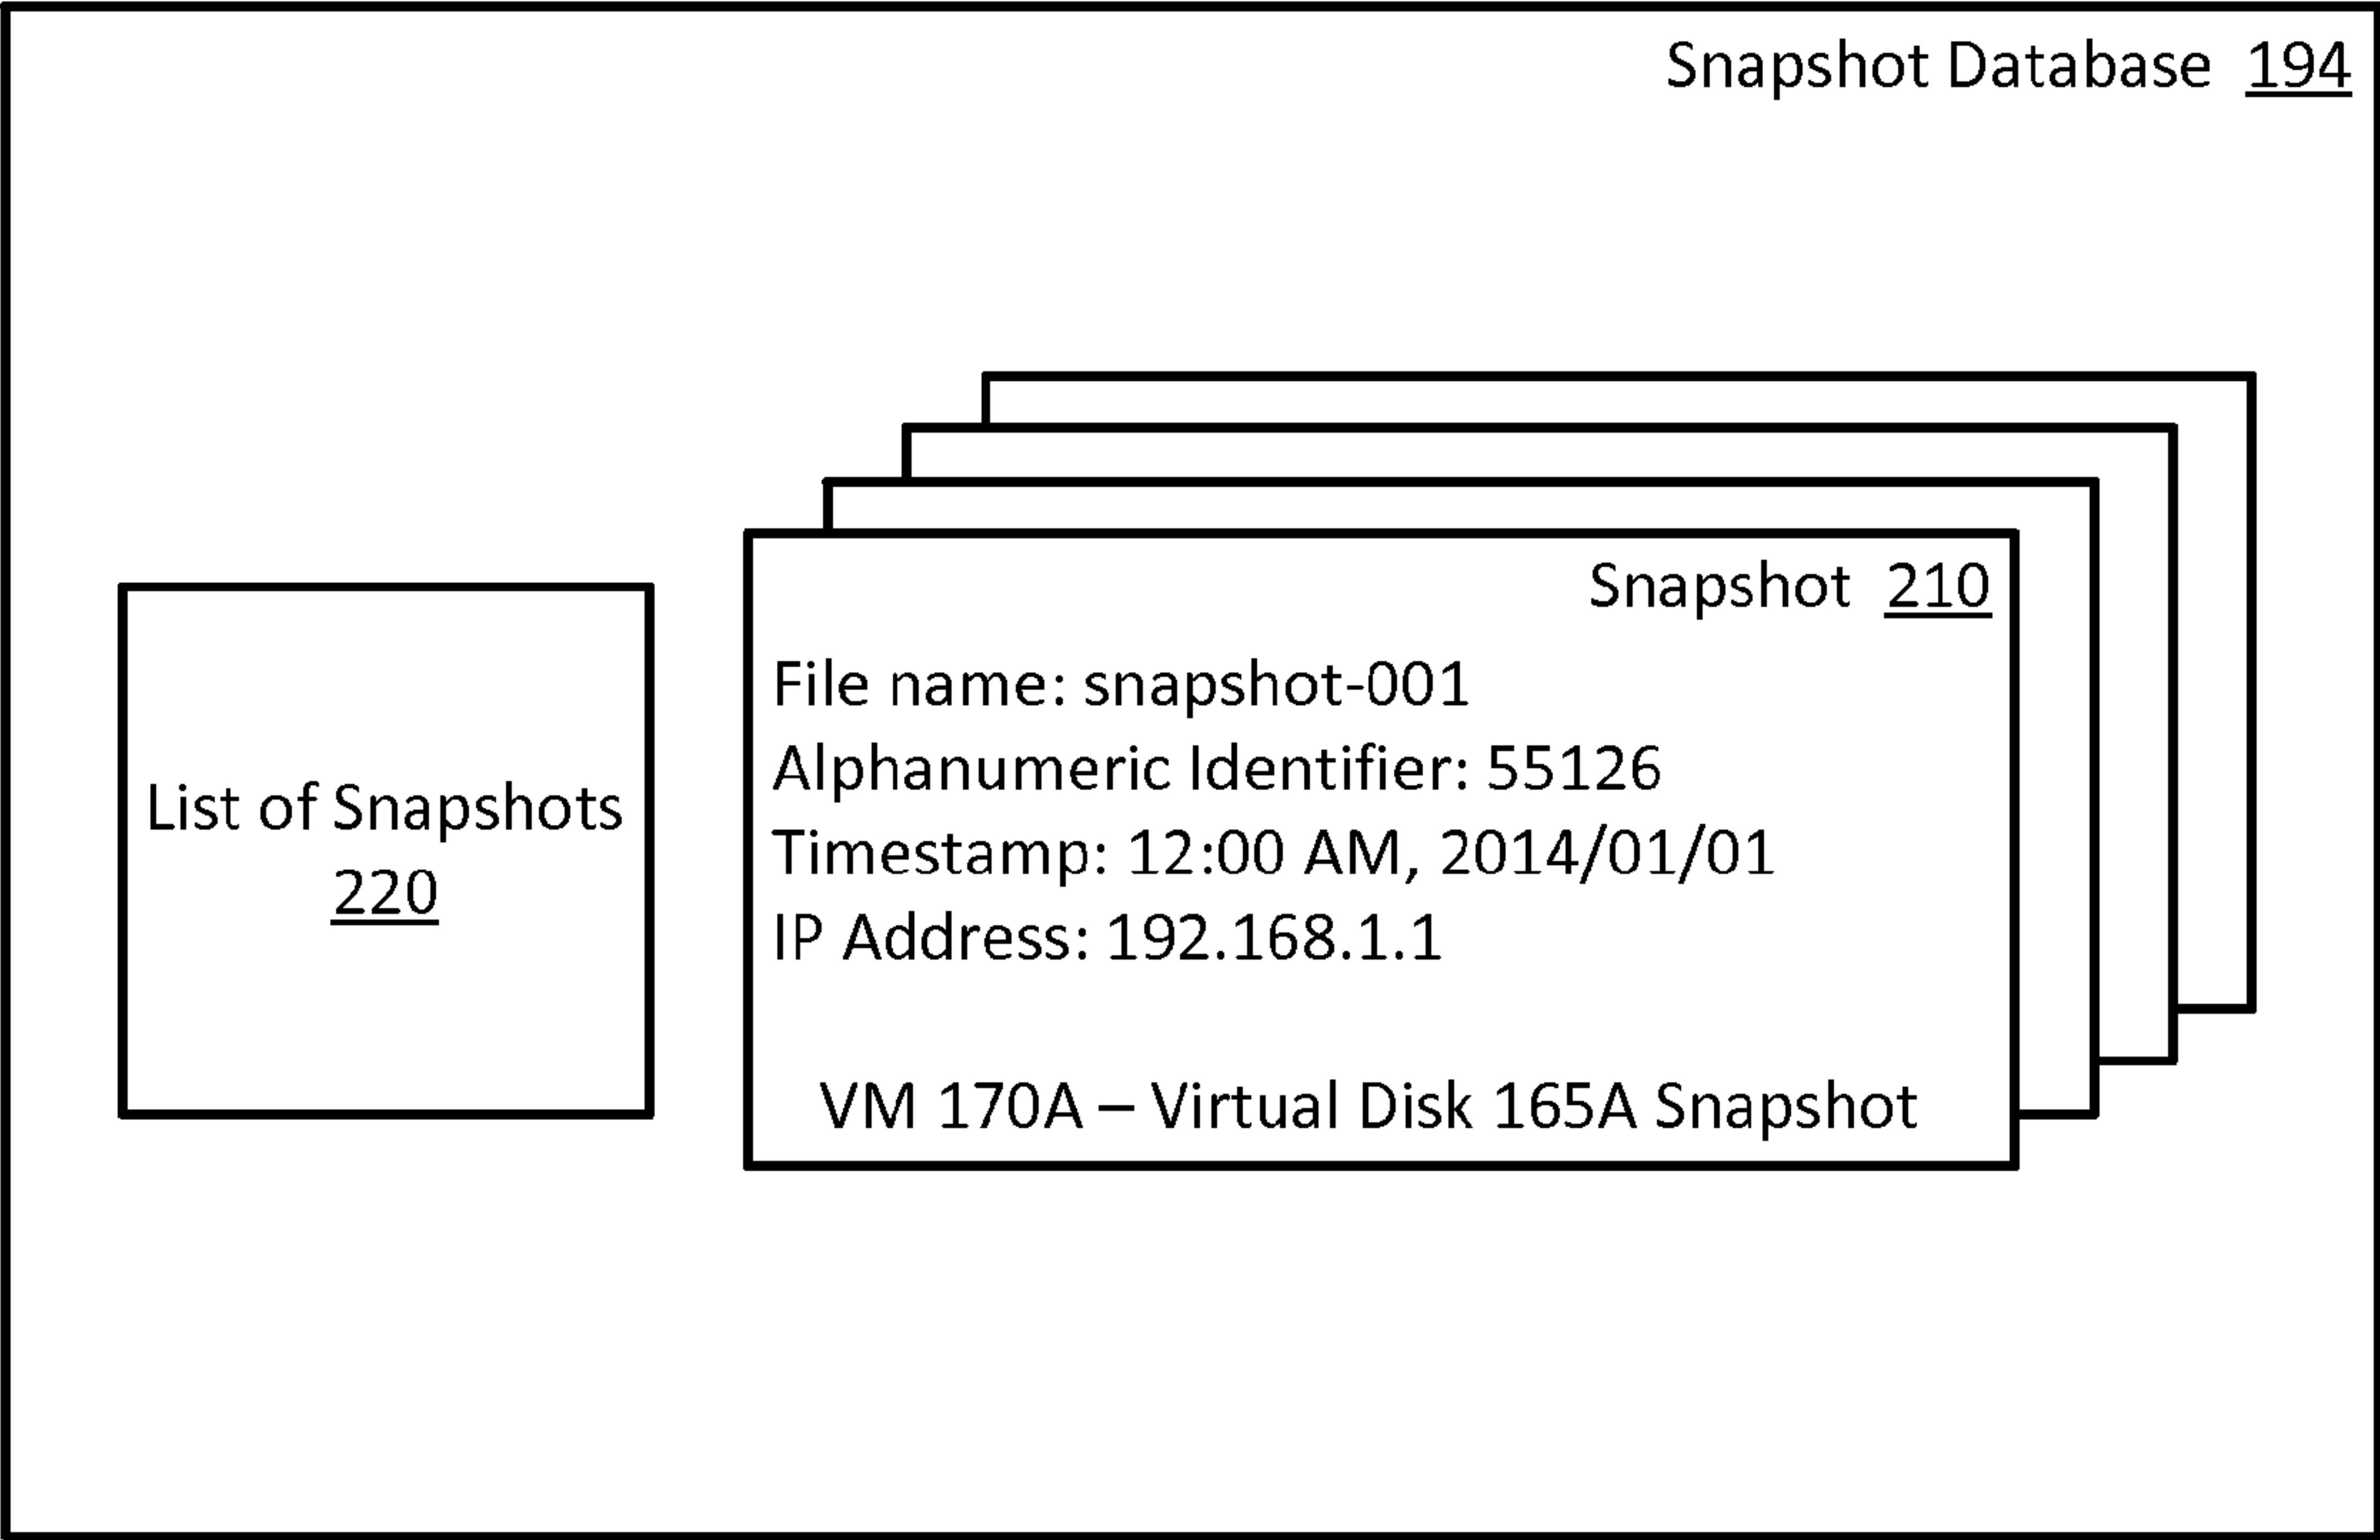 Snapshot Database 194
List of Snapshots
220
Snapshot 210
File name: snapshot-001
Alphanumeric Identifier: 55126
Timestamp: 12:00 AM, 2014/01/01
IP Address: 192.168.1.1
VM 170A – Virtual Disk 165A Snapshot